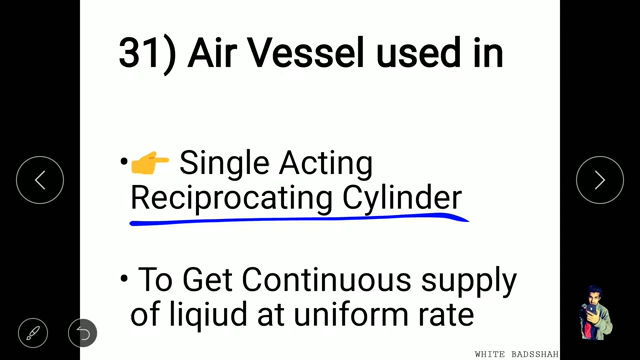 31) Air Vessel used in
•👉 Single Acting
Reciprocating Cylinder
• To Get Continuous supply
of liqiud at uniform rate
WHITE BADSSHAH